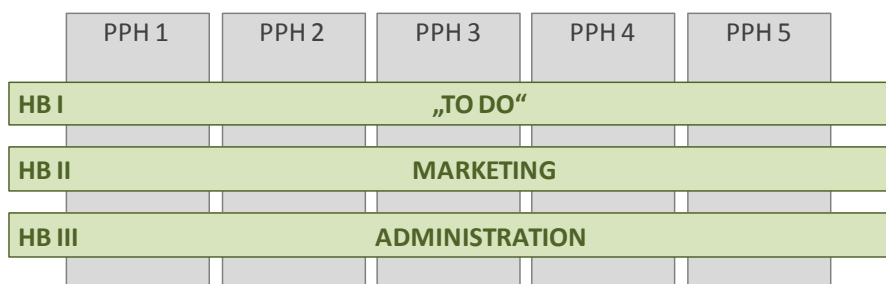 PPH 1 PPH 2 PPH 3 PPH 4 PPH 5
HB I „TO DO“
HB II MARKETING
HB III ADMINISTRATION